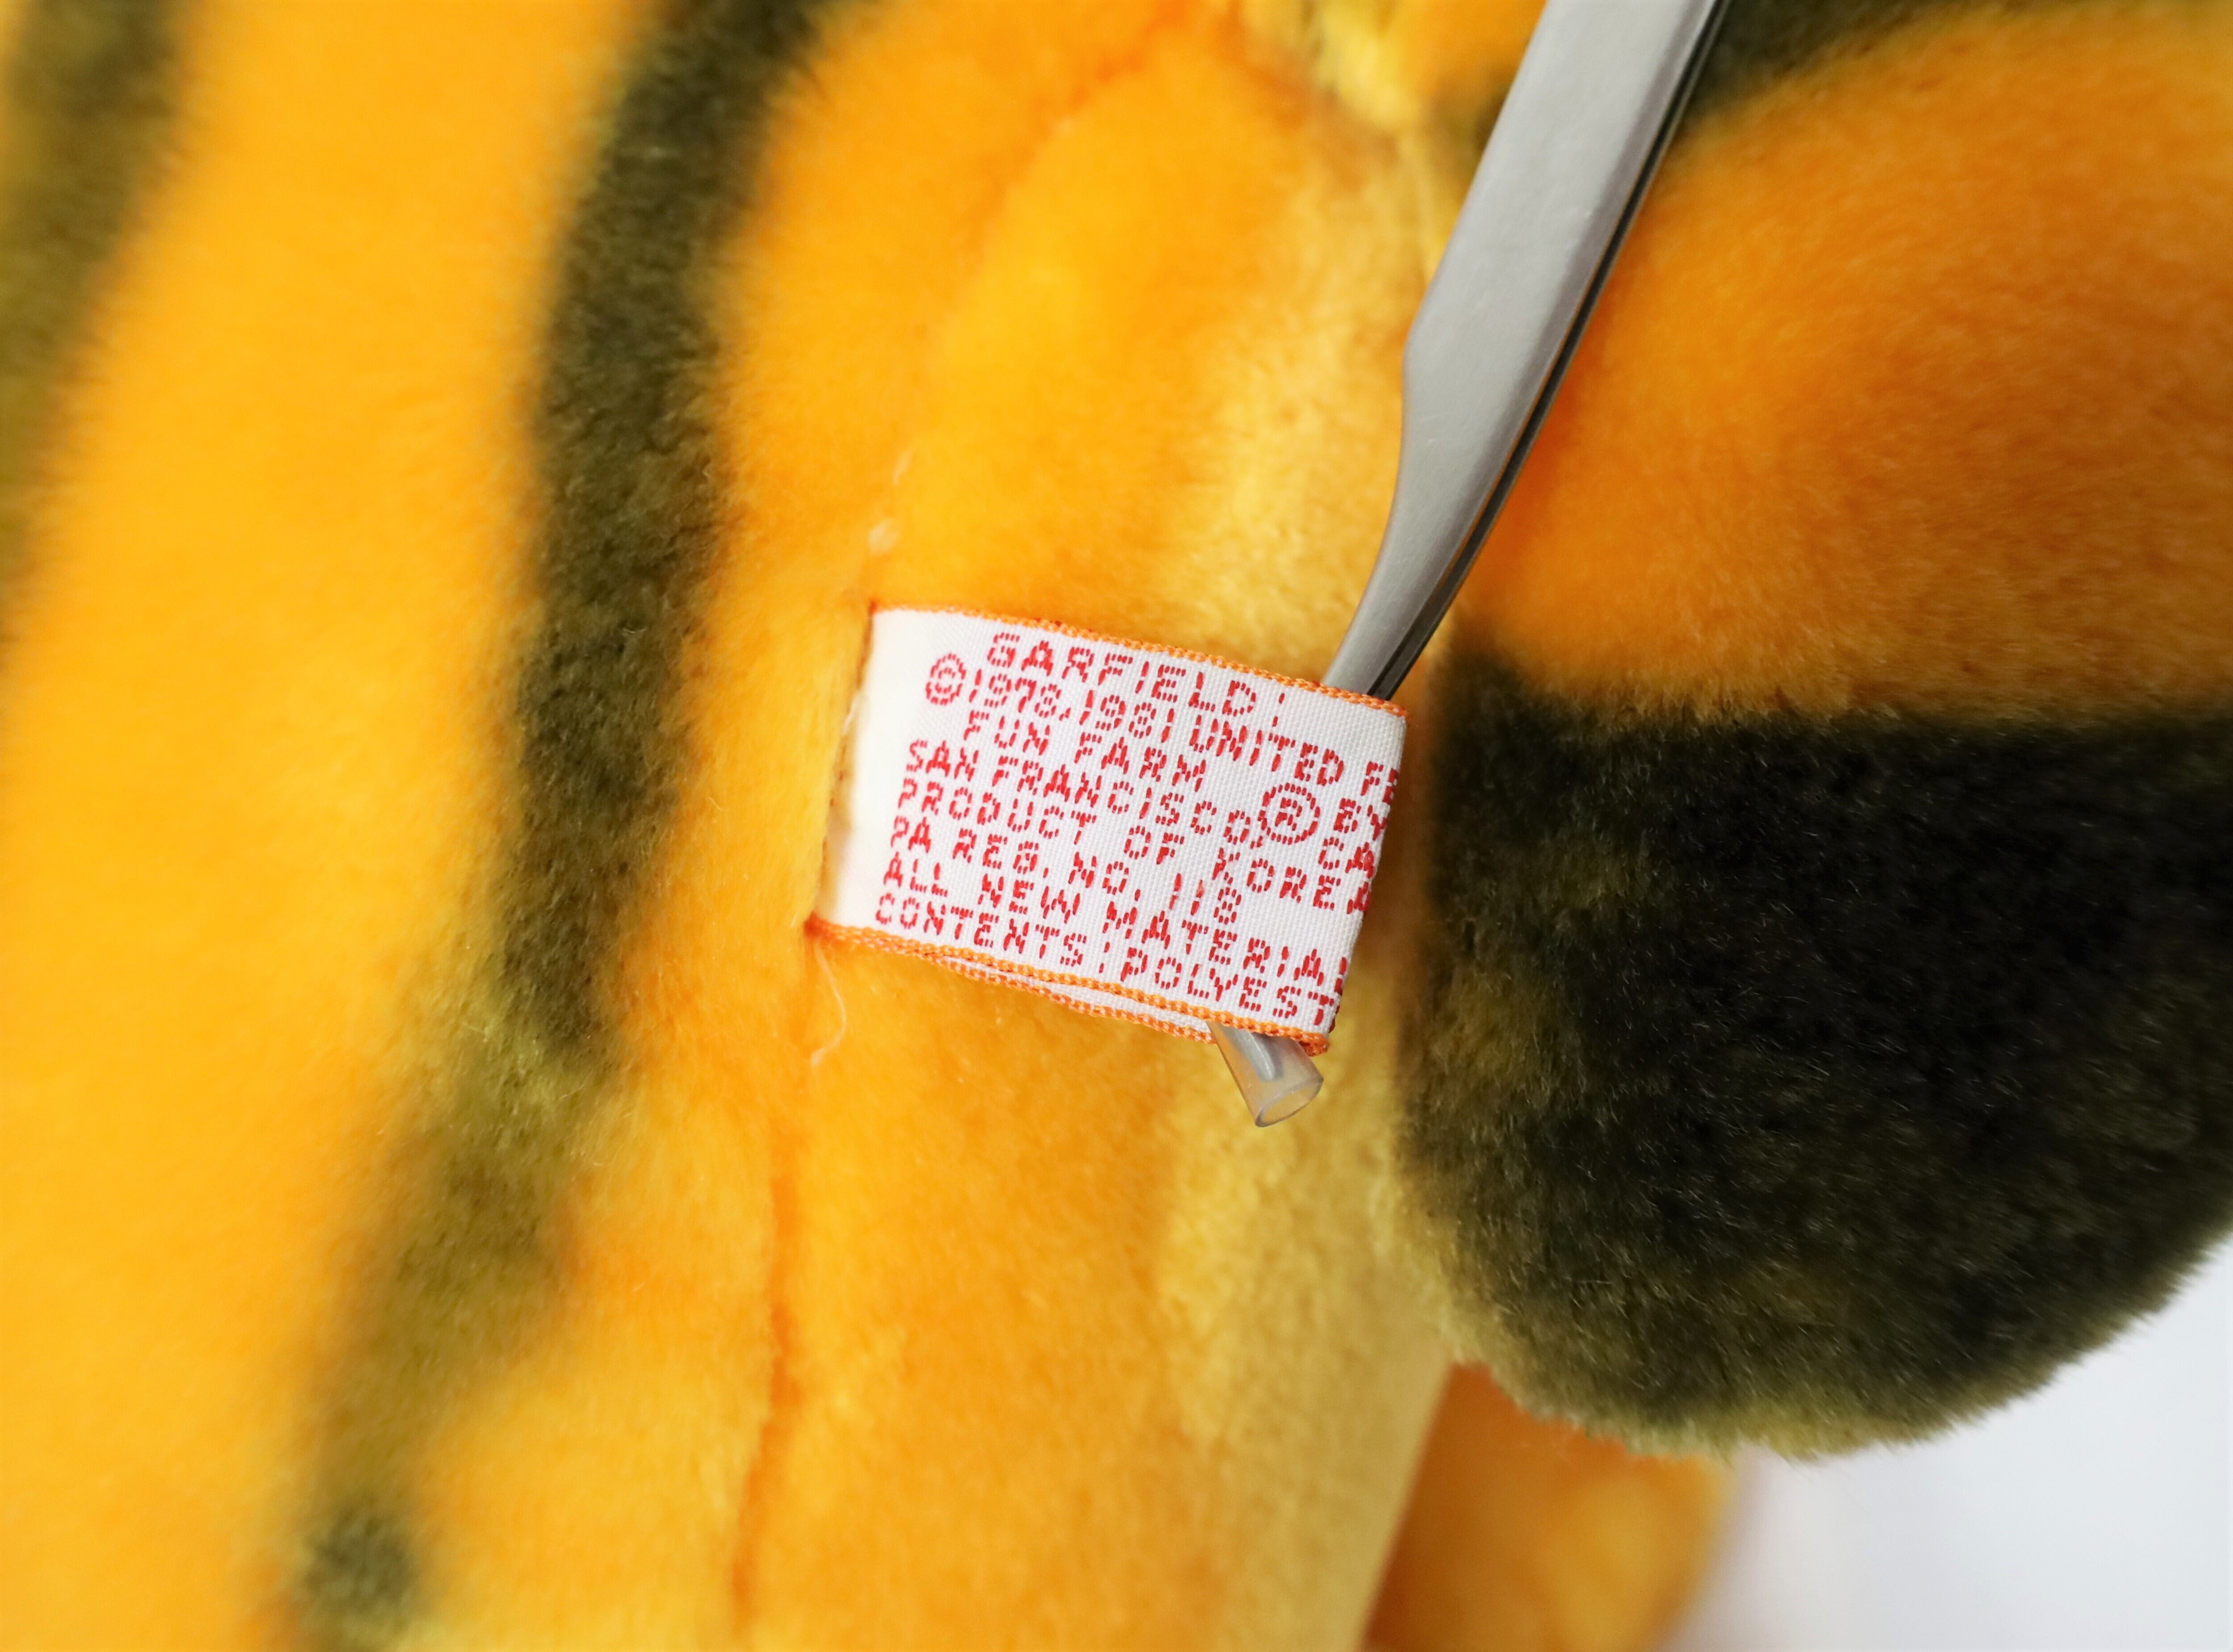 GARFIELD:
© 1978, 1981 UNITED FE
FUN FARM ® BY
SAN FRANCISCO, CA
PRODUCT OF KOREA
PA REG. NO. 118
ALL NEW MATERIA
CONTENTS: POLYEST